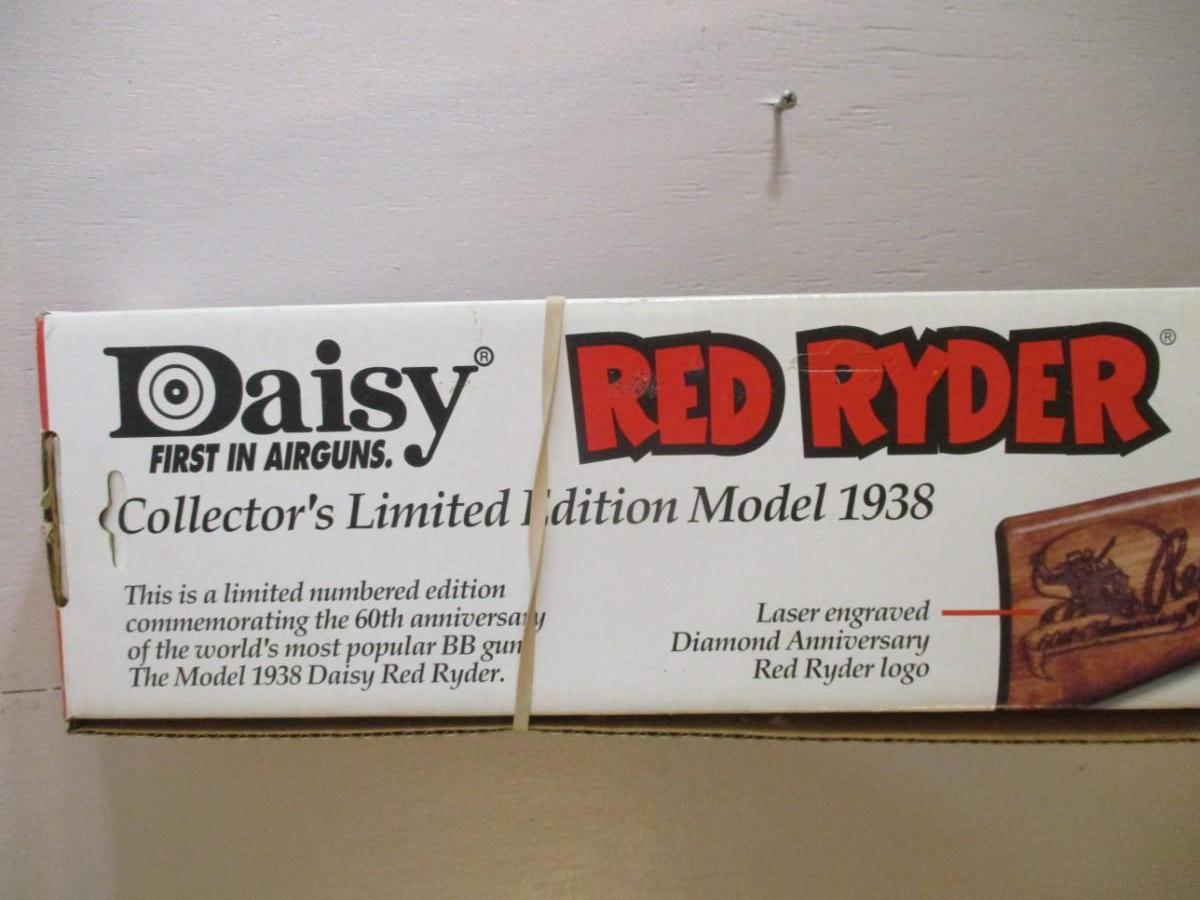 Daisy®
FIRST IN AIRGUNS.
RED RYDER®
Collector's Limited Edition Model 1938
This is a limited numbered edition
commemorating the 60th anniversary
of the world's most popular BB gun
The Model 1938 Daisy Red Ryder.
Laser engraved
Diamond Anniversary
Red Ryder logo